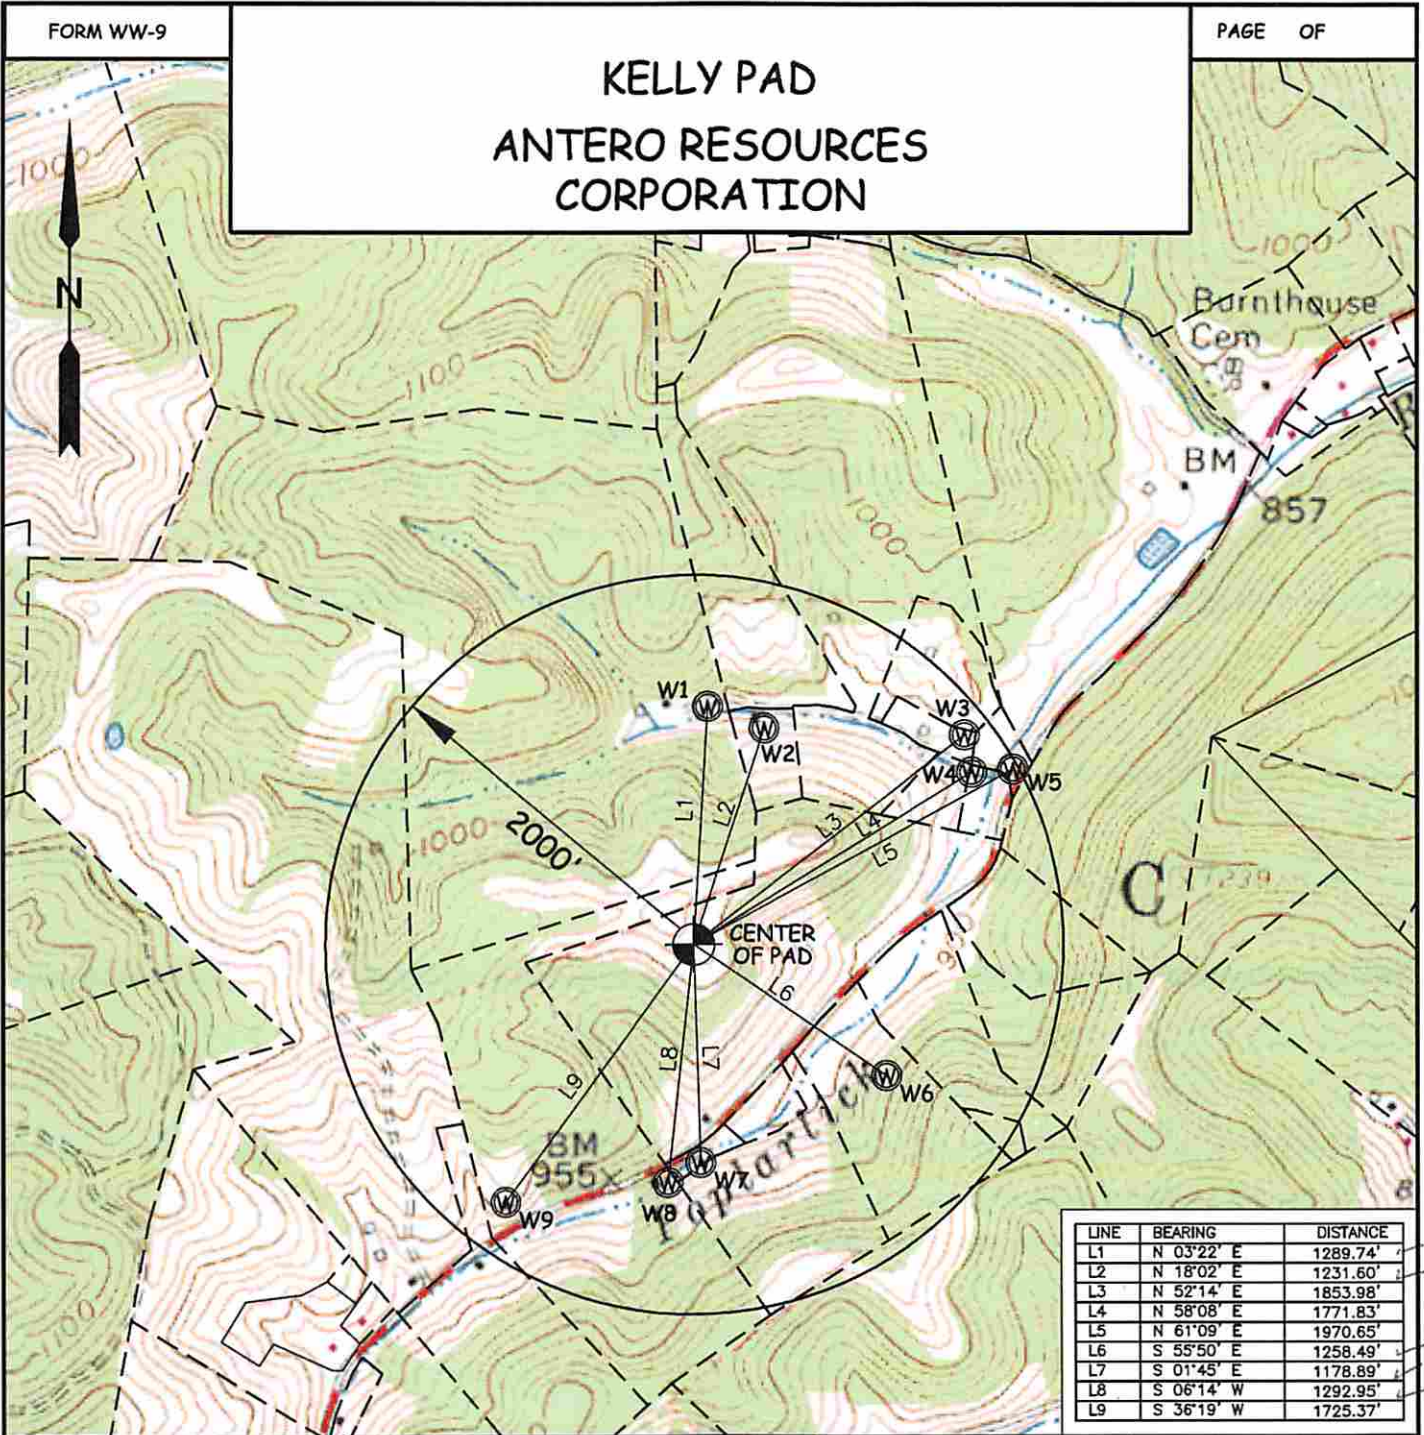 FORM WW-9
KELLY PAD
ANTERO RESOURCES
CORPORATION
PAGE OF
1000
N
1000
Burnthouse
Cem
1100
BM
857
1000
1242
W1
W2
W3
W4
W5
L1
L2
L3
L4
L5
1000
2000'
C
1239
CENTER
OF PAD
900
L6
L9
L8
L7
W6
BM
955x
W7
W8
W9
1100
LINE BEARING DISTANCE
L1 N 03°22' E 1289.74'
L2 N 18°02' E 1231.60'
L3 N 52°14' E 1853.98'
L4 N 58°08' E 1771.83'
L5 N 61°09' E 1970.65'
L6 S 55°50' E 1258.49'
L7 S 01°45' E 1178.89'
L8 S 06°14' W 1292.95'
L9 S 36°19' W 1725.37'